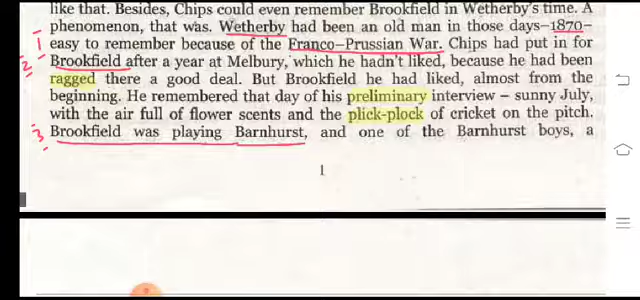 like that. Besides, Chips could even remember Brookfield in Wetherby's time. A
phenomenon, that was. Wetherby had been an old man in those days–1870–
1 easy to remember because of the Franco–Prussian War. Chips had put in for
2 Brookfield after a year at Melbury, which he hadn't liked, because he had been
ragged there a good deal. But Brookfield he had liked, almost from the
beginning. He remembered that day of his preliminary interview – sunny July,
with the air full of flower scents and the plick–plock of cricket on the pitch.
3 Brookfield was playing Barnhurst, and one of the Barnhurst boys, a
1